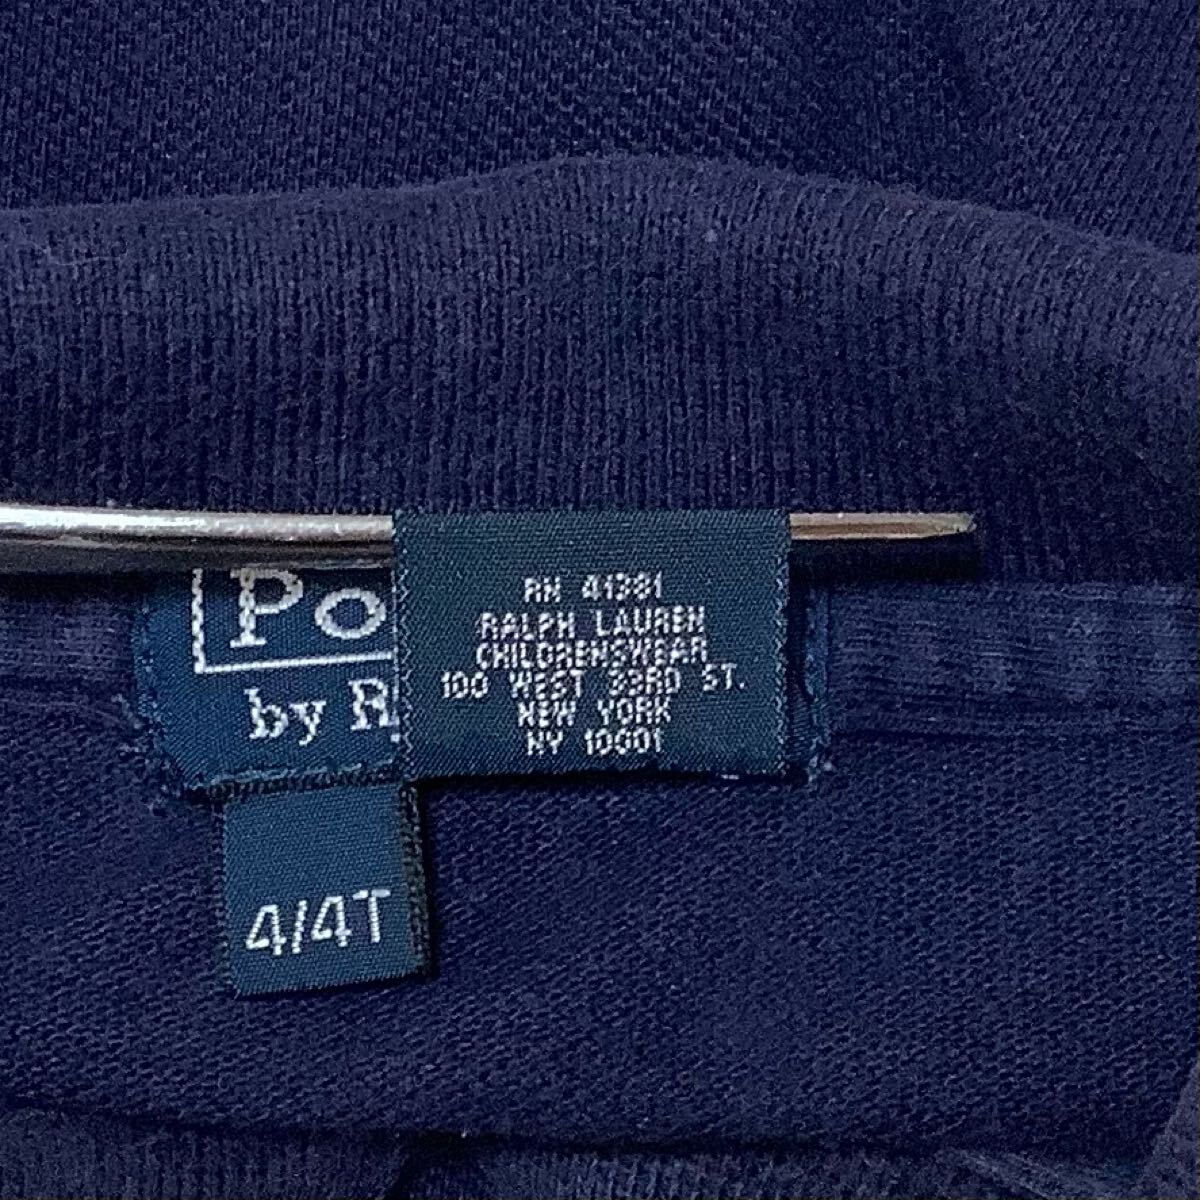 Po
by R
RN 41381
RALPH LAUREN
CHILDRENSWEAR
100 WEST 33RD ST.
NEW YORK
NY 10001
4/4T